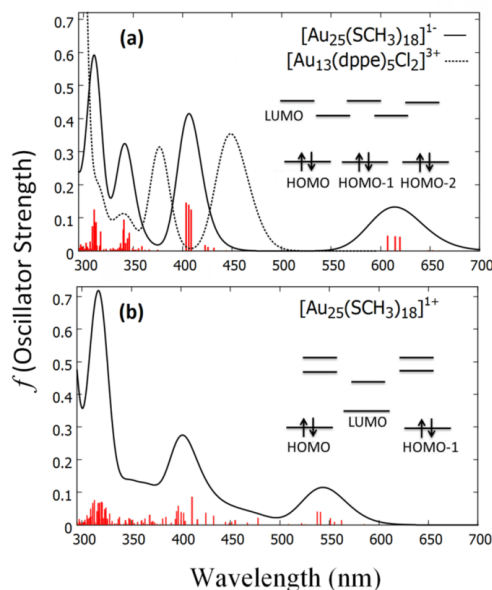 (a)
[Au25(SCH3)18]1-
[Au13(dppe)5Cl2]3+
LUMO
HOMO HOMO-1 HOMO-2
0.7
0.6
0.5
0.4
0.3
0.2
0.1
0
300 350 400 450 500 550 600 650 700
f (Oscillator Strength)
(b)
[Au25(SCH3)18]1+
HOMO LUMO HOMO-1
0.7
0.6
0.5
0.4
0.3
0.2
0.1
0
300 350 400 450 500 550 600 650 700
Wavelength (nm)